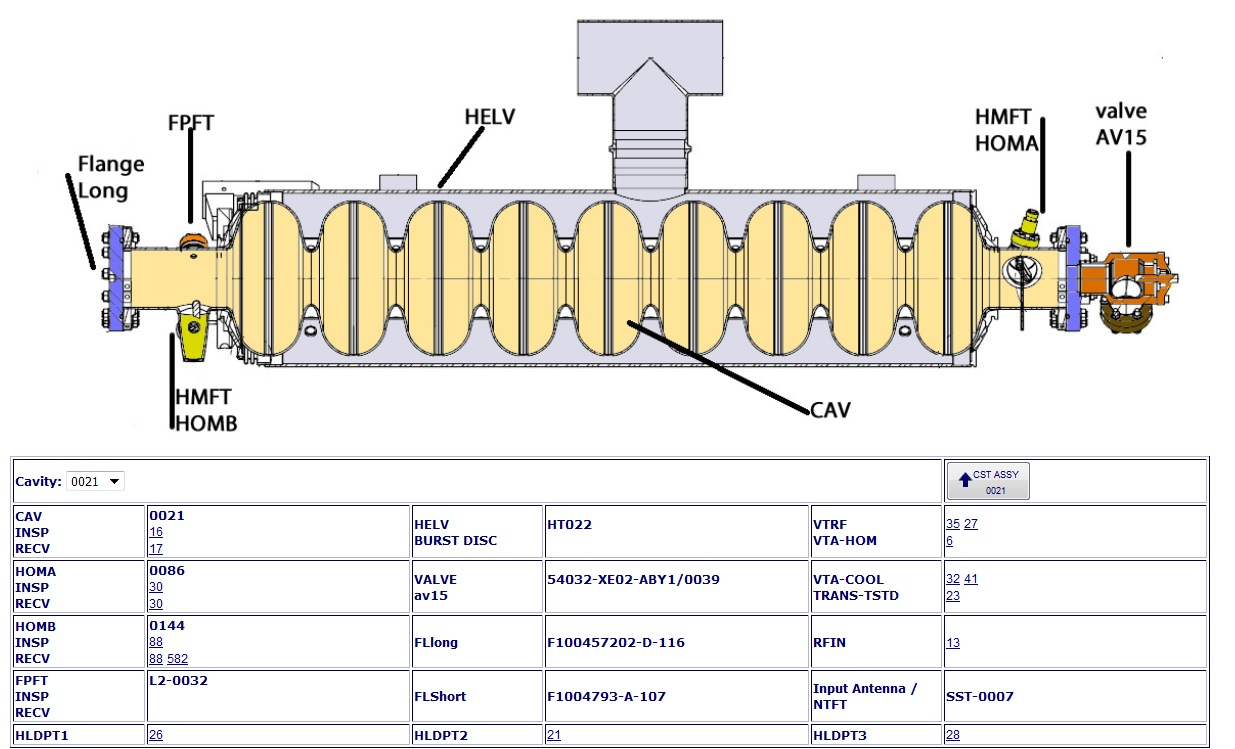 FPFT
HELV
HMFT
HOMA
valve
AV15
Flange
Long
HMFT
HOMB
CAV
Cavity: 0021
CST ASSY
0021
CAV 0021
INSP 16
RECV 17
HELV HT022
BURST DISC
VTRF 35 27
VTA-HOM 6
HOMA 0086
INSP 30
RECV 30
VALVE 54032-XE02-ABY1/0039
av15
VTA-COOL 32 41
TRANS-TSTD 23
HOMB 0144
INSP 88
RECV 88 582
FLlong F100457202-D-116
RFIN 13
FPFT L2-0032
INSP
RECV
FLShort F1004793-A-107
Input Antenna /
NTFT SST-0007
HLDPT1 26 HLDPT2 21 HLDPT3 28